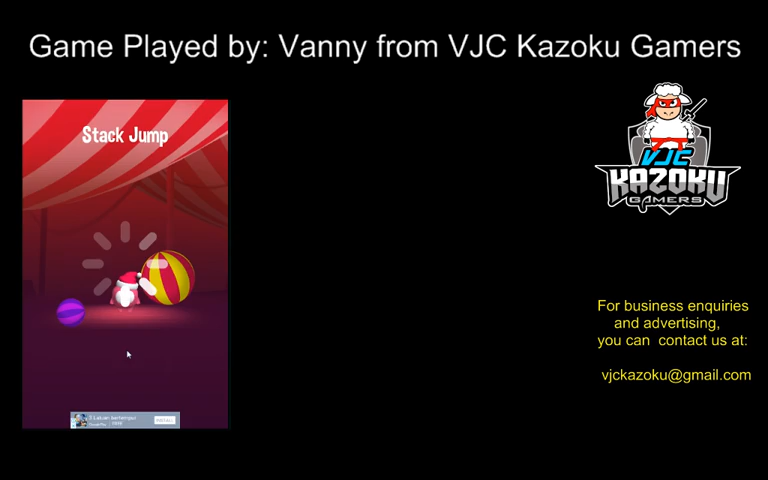 Game Played by: Vanny from VJC Kazoku Gamers
Stack Jump
VJC
KAZOKU
GAMERS
For business enquiries
and advertising,
you can contact us at:
vjckazoku@gmail.com
INSTALL